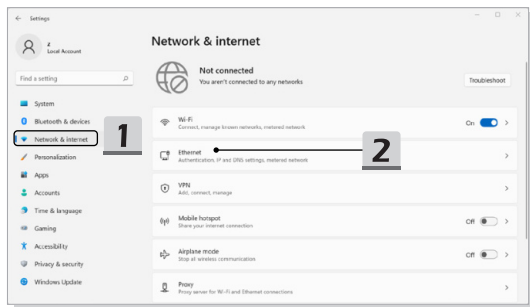 Settings
z
Local Account
Find a setting
System
Bluetooth & devices
Network & internet
Personalization
Apps
Accounts
Time & language
Gaming
Accessibility
Privacy & security
Windows Update
1
Network & internet
Not connected
You aren't connected to any networks
Troubleshoot
Wi-Fi
Connect, manage known networks, metered network
On
Ethernet
Authentication, IP and DNS settings, metered network
2
VPN
Add, connect, manage
Mobile hotspot
Share your internet connection
Off
Airplane mode
Stop all wireless communication
Off
Proxy
Proxy server for Wi-Fi and Ethernet connections